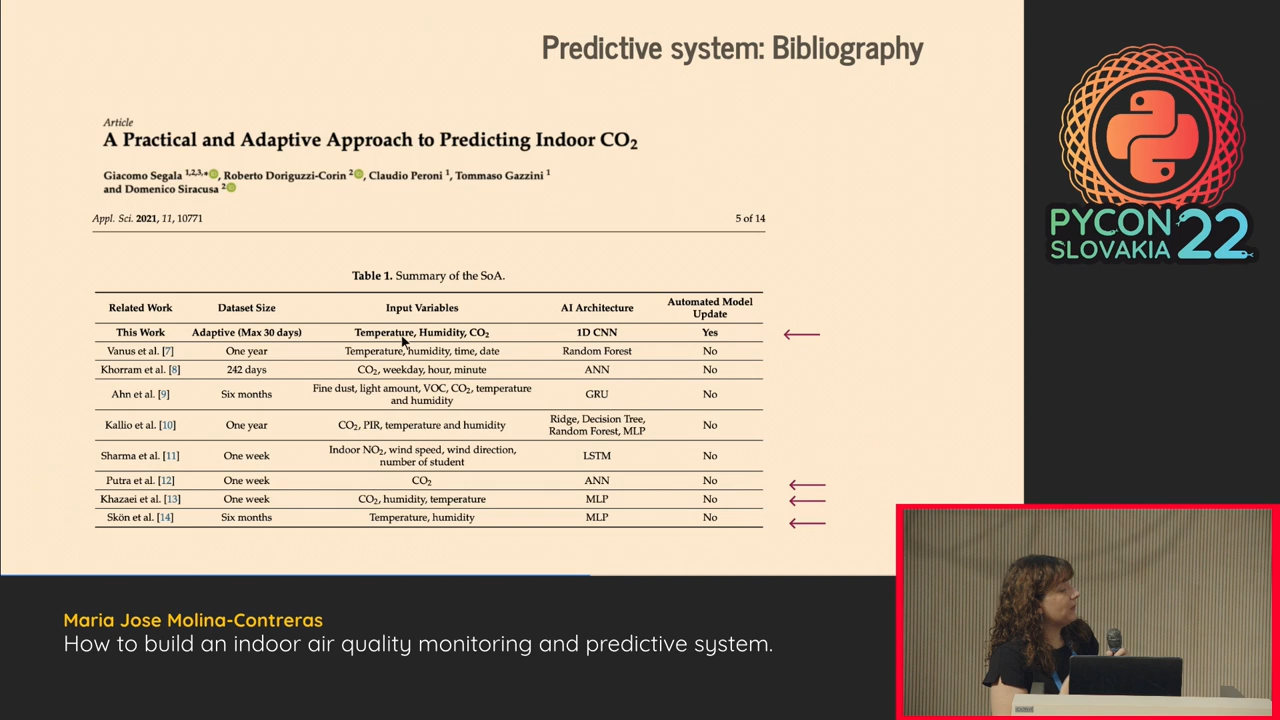 Predictive system: Bibliography
Article
A Practical and Adaptive Approach to Predicting Indoor CO₂
Giacomo Segala 1,2,3,*, Roberto Doriguzzi-Corin 2, Claudio Peroni 1, Tommaso Gazzini 1
and Domenico Siracusa 2
Appl. Sci. 2021, 11, 10771 5 of 14
Table 1. Summary of the SoA.
Related Work Dataset Size Input Variables AI Architecture Automated Model Update
This Work Adaptive (Max 30 days) Temperature, Humidity, CO₂ 1D CNN Yes
Vanus et al. [7] One year Temperature, humidity, time, date Random Forest No
Khorram et al. [8] 242 days CO₂, weekday, hour, minute ANN No
Ahn et al. [9] Six months Fine dust, light amount, VOC, CO₂, temperature and humidity GRU No
Kallio et al. [10] One year CO₂, PIR, temperature and humidity Ridge, Decision Tree, Random Forest, MLP No
Sharma et al. [11] One week Indoor NO₂, wind speed, wind direction, number of student LSTM No
Putra et al. [12] One week CO₂ ANN No
Khazaei et al. [13] One week CO₂, humidity, temperature MLP No
Skön et al. [14] Six months Temperature, humidity MLP No
PYCON
SLOVAKIA 22
Maria Jose Molina-Contreras
How to build an indoor air quality monitoring and predictive system.